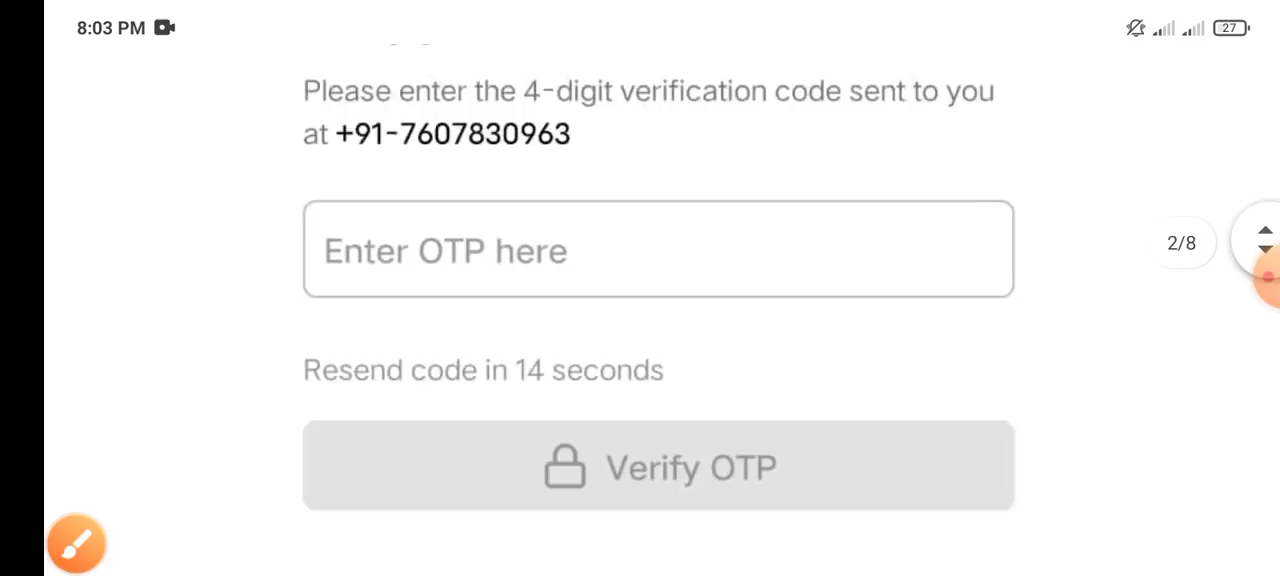 8:03 PM
27
Please enter the 4-digit verification code sent to you
at +91-7607830963
2/8
Enter OTP here
Resend code in 14 seconds
Verify OTP